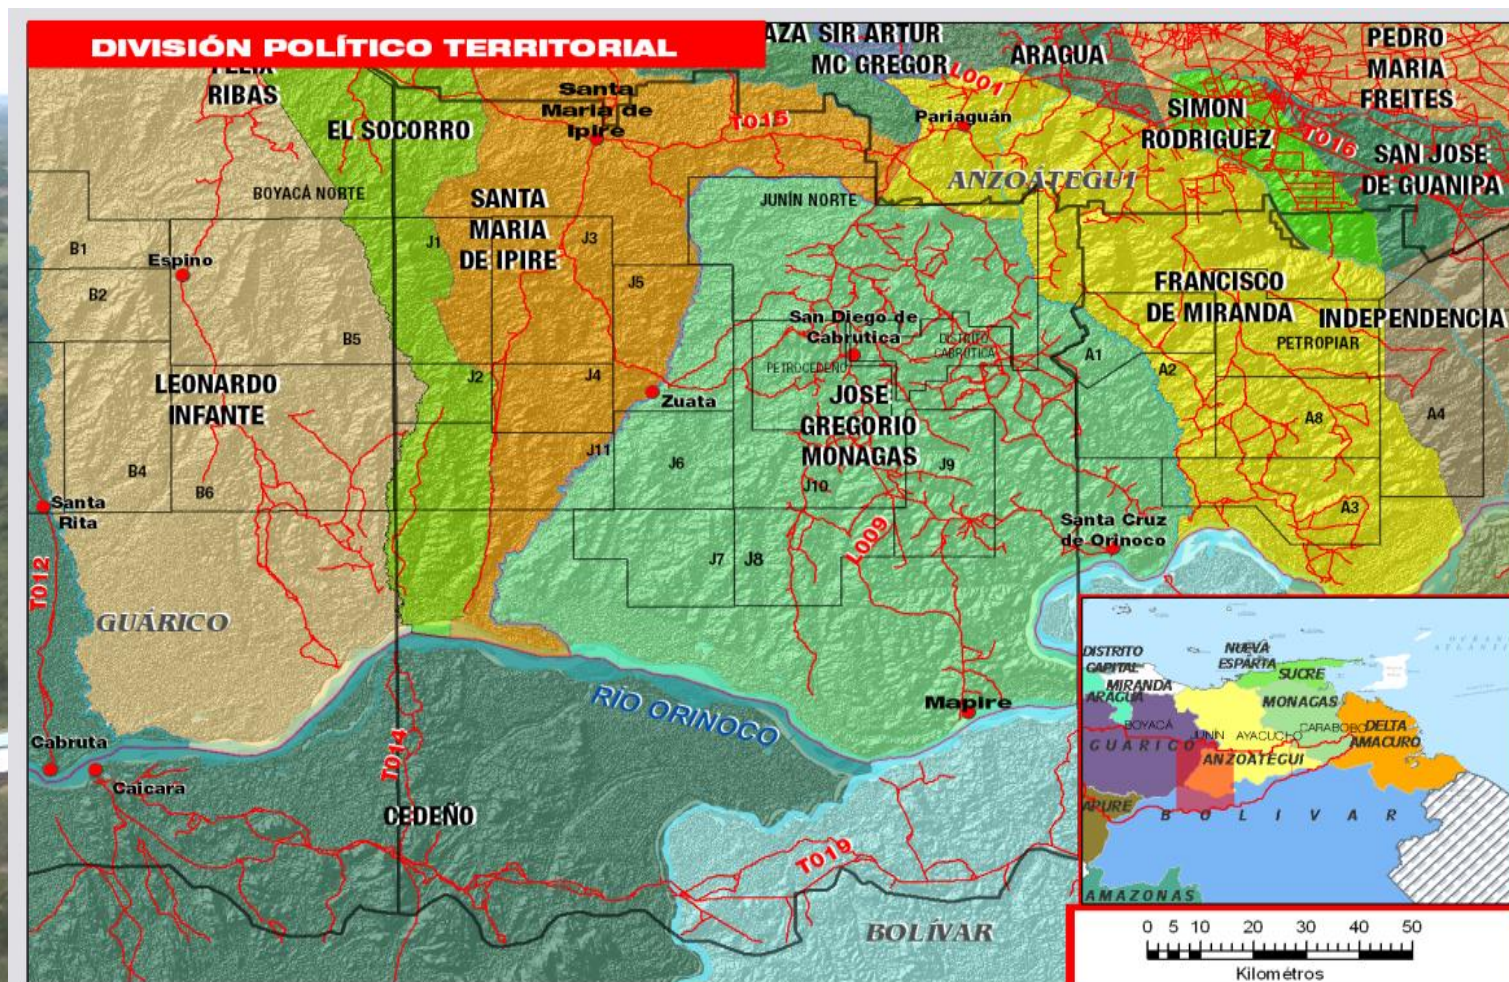 DIVISIÓN POLÍTICO TERRITORIAL
AZA SIR ARTUR
MC GREGOR
ARAGUA
PEDRO
MARIA
FREITES
FELIX
RIBAS
EL SOCORRO
Santa
Maria de
Ipire
T015
L001
Pariaguán
SIMON
RODRIGUEZ
T016
SAN JOSE
DE GUANIPA
BOYACÁ NORTE
SANTA
MARIA
DE IPIRE
JUNÍN NORTE
ANZOÁTEGUI
B1
Espino
B2
J1
J3
J5
B5
San Diego de
Cabrutica
DISTRITO
CABRUTICA
PETROCEDEÑO
FRANCISCO
DE MIRANDA
INDEPENDENCIA
PETROPIAR
A1
A2
LEONARDO
INFANTE
J2
J4
Zuata
JOSE
GREGORIO
MONAGAS
A8
A4
B4
B6
J11
J6
J9
J10
A3
Santa
Rita
T012
J7
J8
L009
Santa Cruz
de Orinoco
GUÁRICO
RÍO ORINOCO
Mapire
Cabruta
Caicara
T014
CEDEÑO
T019
BOLÍVAR
DISTRITO
CAPITAL
NUEVA
ESPARTA
SUCRE
MIRANDA
ARAGUA
MONAGAS
BOYACÁ
JUNIN
AYACUCHO
CARABOBO
DELTA
AMACURO
GUARICO
ANZOATEGUI
APURE
BOLIVAR
AMAZONAS
0 5 10 20 30 40 50
Kilométros